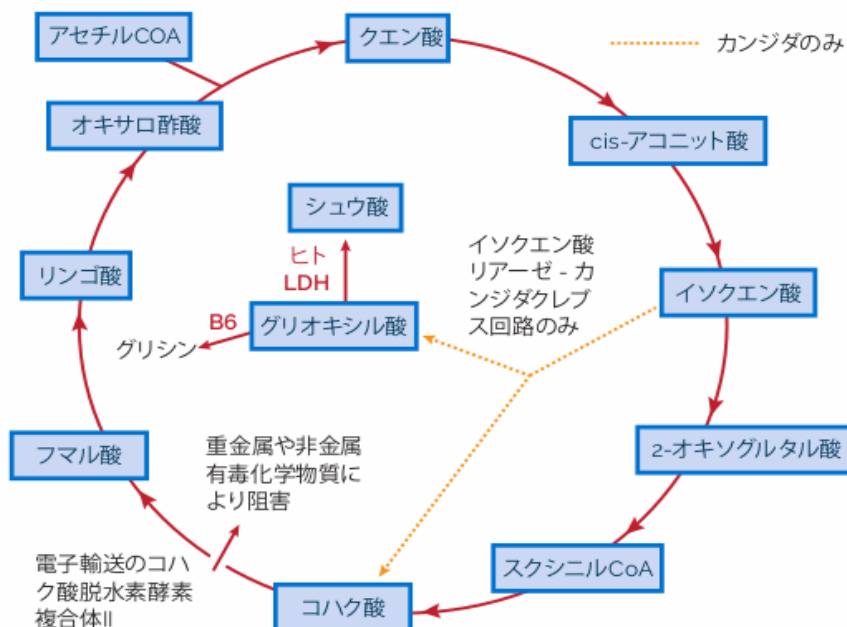 アセチルCOA
クエン酸
カンジダのみ
オキサロ酢酸
cis-アコニット酸
シュウ酸
ヒト
LDH
イソクエン酸
リアーゼ - カ
ンジダクレブ
ス回路のみ
リンゴ酸
イソクエン酸
B6
グリオキシル酸
グリシン
フマル酸
重金属や非金属
有毒化学物質に
より阻害
2-オキソグルタル酸
電子輸送のコハ
ク酸脱水素酵素
複合体II
スクシニルCoA
コハク酸